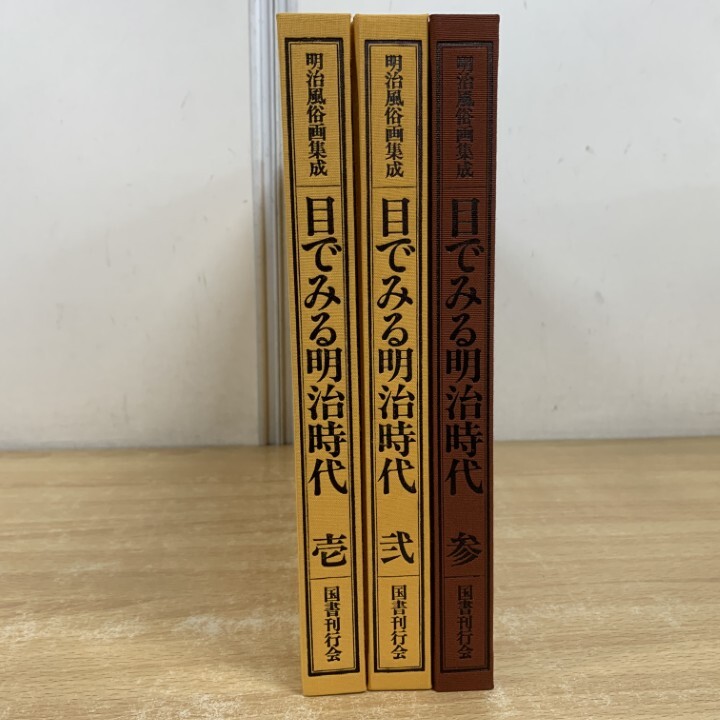 明治風俗画集成
目でみる明治時代
壱
国書刊行会
明治風俗画集成
目でみる明治時代
弐
国書刊行会
明治風俗画集成
目でみる明治時代
参
国書刊行会